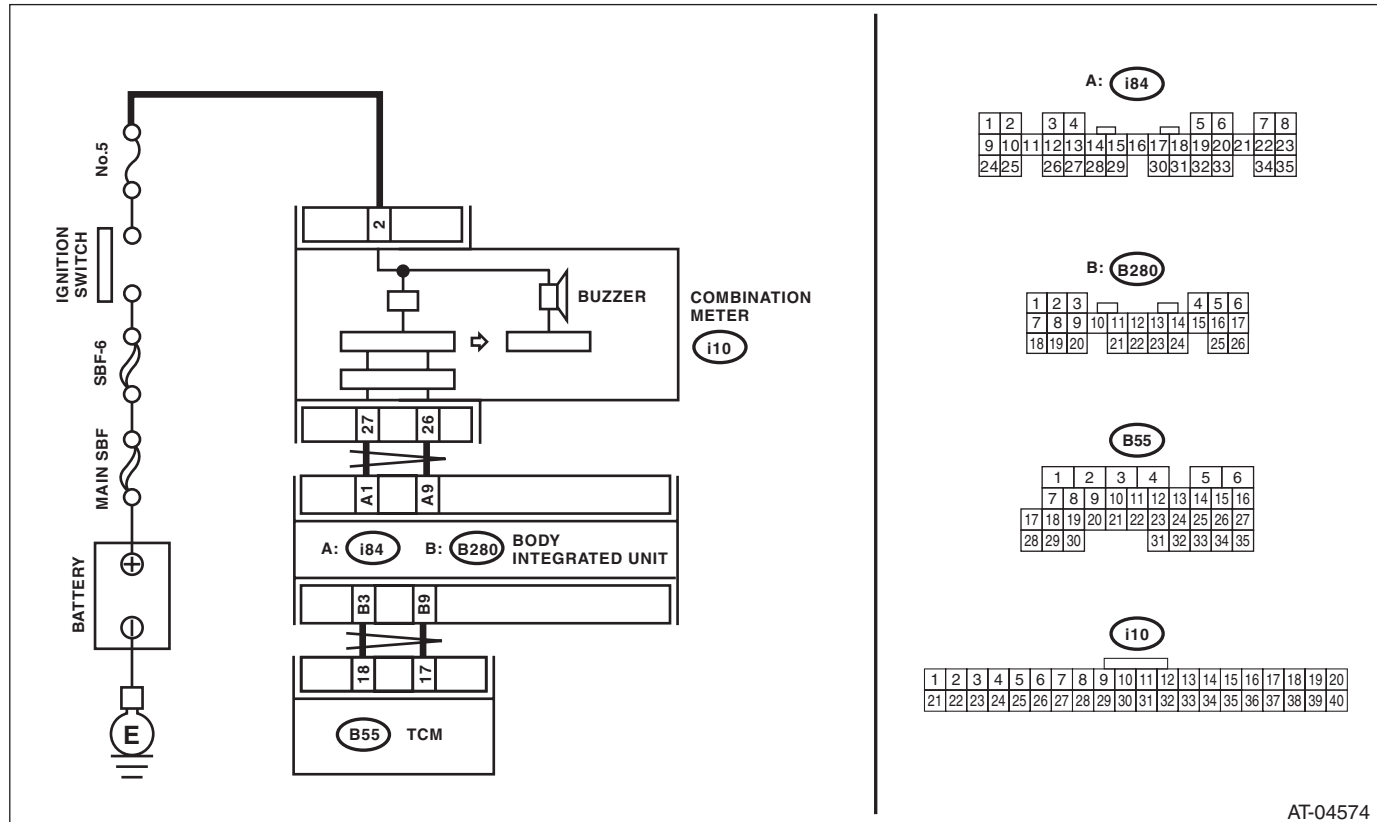 No.5
IGNITION
SWITCH
SBF-6
MAIN SBF
BATTERY
E
2
BUZZER
COMBINATION
METER
i10
27 26
A1 A9
A: i84 B: B280 BODY
INTEGRATED UNIT
B3 B9
18 17
B55 TCM
A: i84
1 2 3 4 5 6 7 8
9 10 11 12 13 14 15 16 17 18 19 20 21 22 23
24 25 26 27 28 29 30 31 32 33 34 35
B: B280
1 2 3 4 5 6
7 8 9 10 11 12 13 14 15 16 17
18 19 20 21 22 23 24 25 26
B55
1 2 3 4 5 6
7 8 9 10 11 12 13 14 15 16
17 18 19 20 21 22 23 24 25 26 27
28 29 30 31 32 33 34 35
i10
1 2 3 4 5 6 7 8 9 10 11 12 13 14 15 16 17 18 19 20
21 22 23 24 25 26 27 28 29 30 31 32 33 34 35 36 37 38 39 40
AT-04574